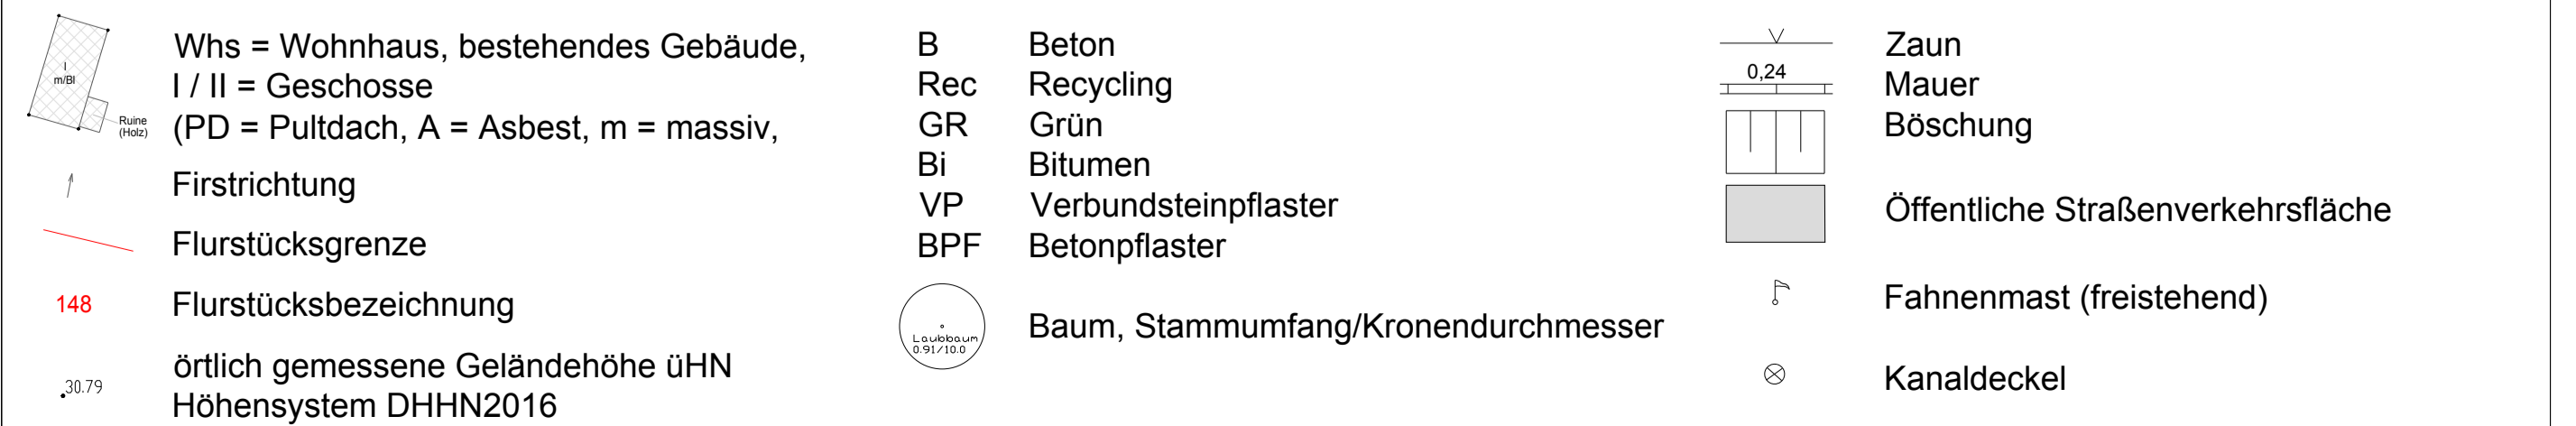 I
m/Bl
Ruine
(Holz)
Whs = Wohnhaus, bestehendes Gebäude,
I / II = Geschosse
(PD = Pultdach, A = Asbest, m = massiv,
Firstrichtung
Flurstücksgrenze
148 Flurstücksbezeichnung
30.79
örtlich gemessene Geländehöhe üHN
Höhensystem DHHN2016
B Beton
Rec Recycling
GR Grün
Bi Bitumen
VP Verbundsteinpflaster
BPF Betonpflaster
Laubbaum
0.91/10.0
Baum, Stammumfang/Kronendurchmesser
Zaun
0,24
Mauer
Böschung
Öffentliche Straßenverkehrsfläche
Fahnenmast (freistehend)
Kanaldeckel